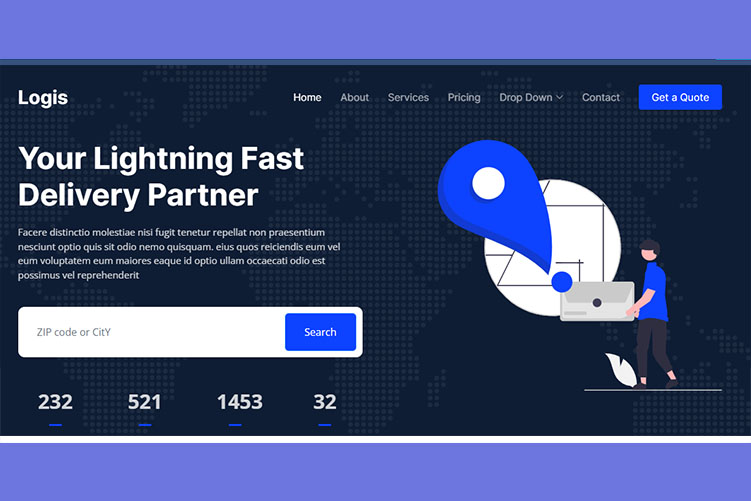 Logis
Home About Services Pricing Drop Down Contact Get a Quote
Your Lightning Fast
Delivery Partner
Facere distinctio molestiae nisi fugit tenetur repellat non praesentium
nesciunt optio quis sit odio nemo quisquam. eius quos reiciendis eum vel
eum voluptatem eum maiores eaque id optio ullam occaecati odio est
possimus vel reprehenderit
ZIP code or CitY Search
232 521 1453 32